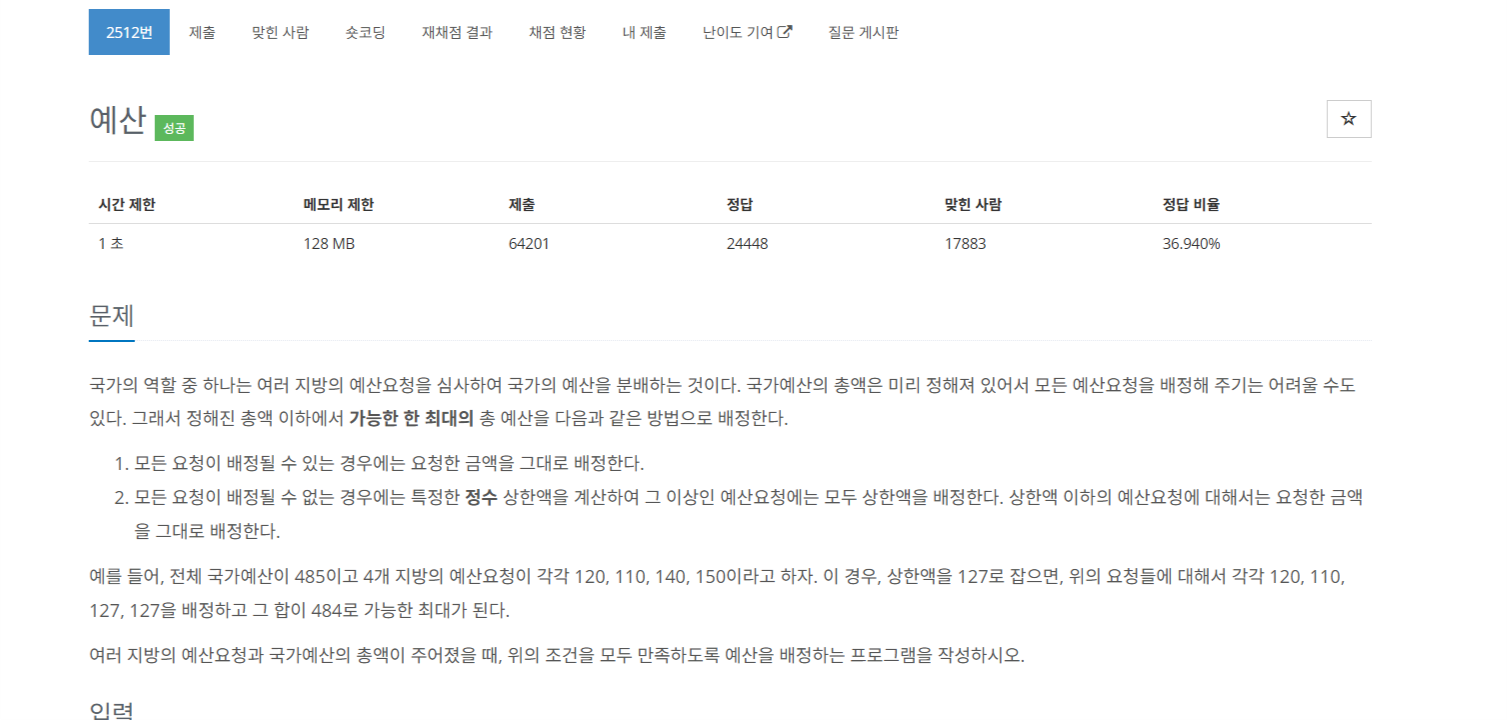 2512번 제출 맞힌 사람 숏코딩 재채점 결과 채점 현황 내 제출 난이도 기여 질문 게시판
예산 성공
시간 제한 메모리 제한 제출 정답 맞힌 사람 정답 비율
1 초 128 MB 64201 24448 17883 36.940%
문제
국가의 역할 중 하나는 여러 지방의 예산요청을 심사하여 국가의 예산을 분배하는 것이다. 국가예산의 총액은 미리 정해져 있어서 모든 예산요청을 배정해 주기는 어려울 수도
있다. 그래서 정해진 총액 이하에서 가능한 한 최대의 총 예산을 다음과 같은 방법으로 배정한다.
1. 모든 요청이 배정될 수 있는 경우에는 요청한 금액을 그대로 배정한다.
2. 모든 요청이 배정될 수 없는 경우에는 특정한 정수 상한액을 계산하여 그 이상인 예산요청에는 모두 상한액을 배정한다. 상한액 이하의 예산요청에 대해서는 요청한 금액
을 그대로 배정한다.
예를 들어, 전체 국가예산이 485이고 4개 지방의 예산요청이 각각 120, 110, 140, 150이라고 하자. 이 경우, 상한액을 127로 잡으면, 위의 요청들에 대해서 각각 120, 110,
127, 127을 배정하고 그 합이 484로 가능한 최대가 된다.
여러 지방의 예산요청과 국가예산의 총액이 주어졌을 때, 위의 조건을 모두 만족하도록 예산을 배정하는 프로그램을 작성하시오.
입력